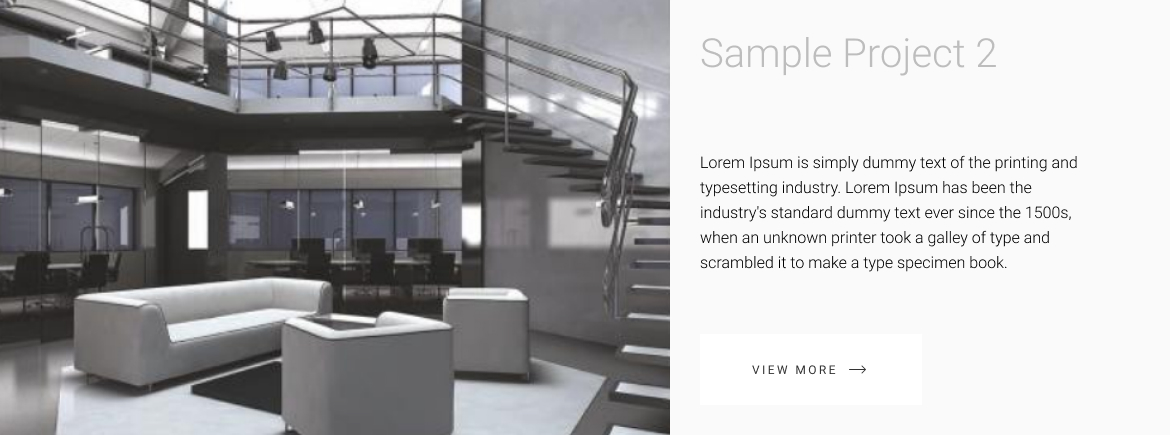 Sample Project 2
Lorem Ipsum is simply dummy text of the printing and
typesetting industry. Lorem Ipsum has been the
industry's standard dummy text ever since the 1500s,
when an unknown printer took a galley of type and
scrambled it to make a type specimen book.
VIEW MORE →